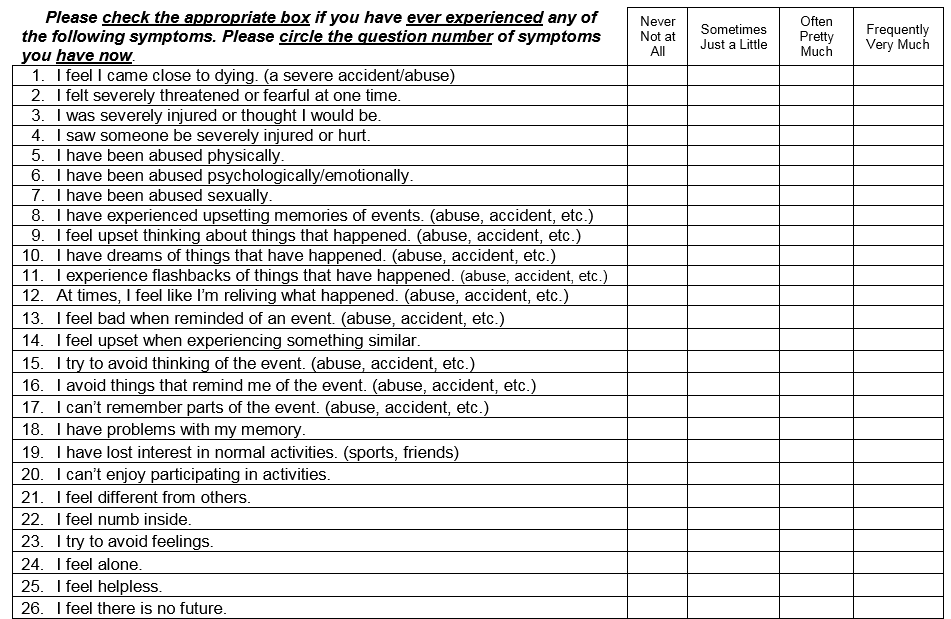 Please check the appropriate box if you have ever experienced any of
the following symptoms. Please circle the question number of symptoms
you have now.
Never
Not at
All
Sometimes
Just a Little
Often
Pretty
Much
Frequently
Very Much
1. I feel I came close to dying. (a severe accident/abuse)
2. I felt severely threatened or fearful at one time.
3. I was severely injured or thought I would be.
4. I saw someone be severely injured or hurt.
5. I have been abused physically.
6. I have been abused psychologically/emotionally.
7. I have been abused sexually.
8. I have experienced upsetting memories of events. (abuse, accident, etc.)
9. I feel upset thinking about things that happened. (abuse, accident, etc.)
10. I have dreams of things that have happened. (abuse, accident, etc.)
11. I experience flashbacks of things that have happened. (abuse, accident, etc.)
12. At times, I feel like I'm reliving what happened. (abuse, accident, etc.)
13. I feel bad when reminded of an event. (abuse, accident, etc.)
14. I feel upset when experiencing something similar.
15. I try to avoid thinking of the event. (abuse, accident, etc.)
16. I avoid things that remind me of the event. (abuse, accident, etc.)
17. I can't remember parts of the event. (abuse, accident, etc.)
18. I have problems with my memory.
19. I have lost interest in normal activities. (sports, friends)
20. I can't enjoy participating in activities.
21. I feel different from others.
22. I feel numb inside.
23. I try to avoid feelings.
24. I feel alone.
25. I feel helpless.
26. I feel there is no future.